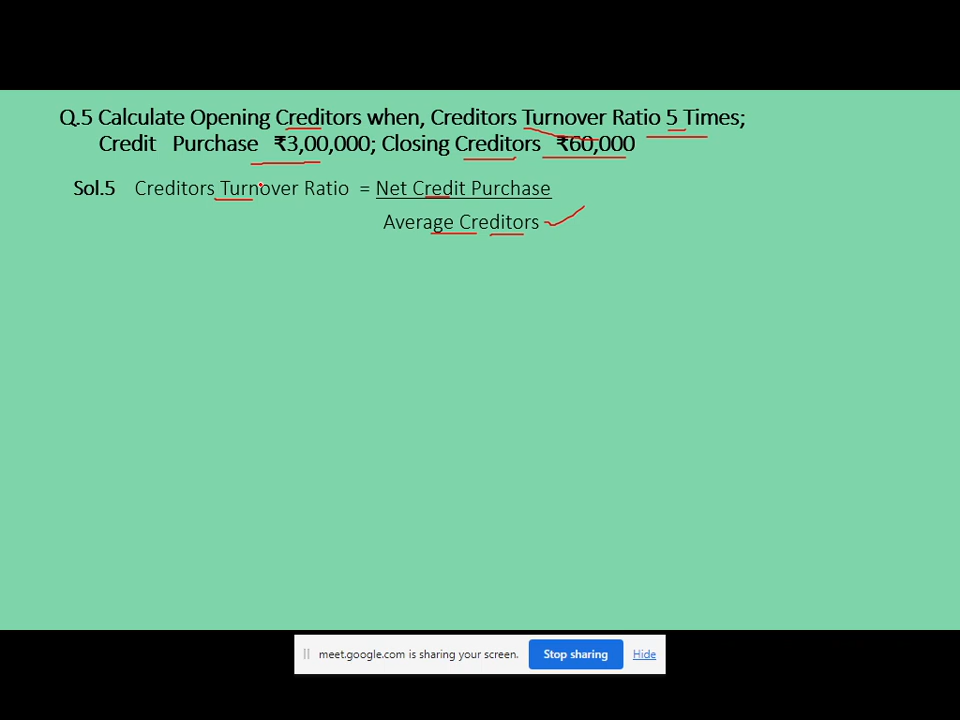 Q.5 Calculate Opening Creditors when, Creditors Turnover Ratio 5 Times;
Credit Purchase ₹3,00,000; Closing Creditors ₹60,000
Sol.5 Creditors Turnover Ratio = Net Credit Purchase
Average Creditors
meet.google.com is sharing your screen. Stop sharing Hide